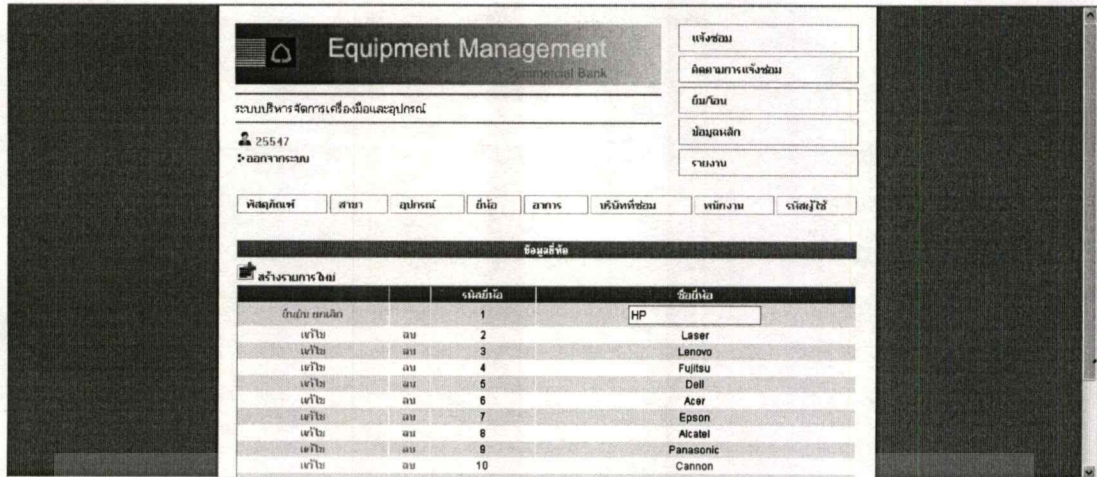 Equipment Management
Commercial Bank
แจ้งซ่อม
ติดตามการแจ้งซ่อม
ยืม/โอน
ข้อมูลหลัก
รายงาน
ระบบบริหารจัดการเครื่องมือและอุปกรณ์
25547
ออกจากระบบ
พัสดุภัณฑ์ สาขา อุปกรณ์ ยี่ห้อ อาการ บริษัทที่ซ่อม พนักงาน รหัสผู้ใช้
ข้อมูลยี่ห้อ
สร้างรายการใหม่
รหัสยี่ห้อ ชื่อยี่ห้อ
ยืนยัน ยกเลิก 1 HP
แก้ไข ลบ 2 Laser
แก้ไข ลบ 3 Lenovo
แก้ไข ลบ 4 Fujitsu
แก้ไข ลบ 5 Dell
แก้ไข ลบ 6 Acer
แก้ไข ลบ 7 Epson
แก้ไข ลบ 8 Alcatel
แก้ไข ลบ 9 Panasonic
แก้ไข ลบ 10 Cannon